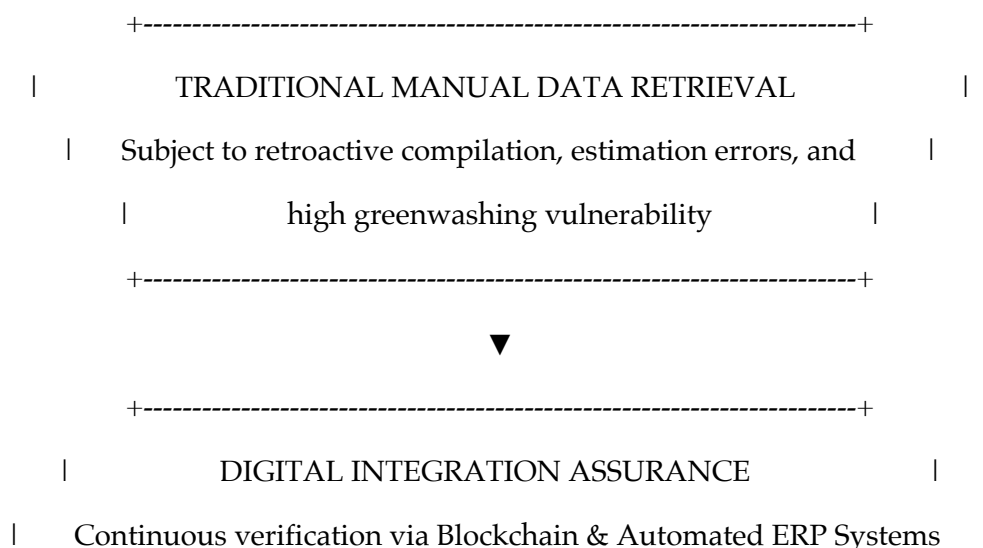 +--------------------------------------------------------------------------+
| TRADITIONAL MANUAL DATA RETRIEVAL |
| Subject to retroactive compilation, estimation errors, and |
| high greenwashing vulnerability |
+--------------------------------------------------------------------------+
▼
+--------------------------------------------------------------------------+
| DIGITAL INTEGRATION ASSURANCE |
| Continuous verification via Blockchain & Automated ERP Systems